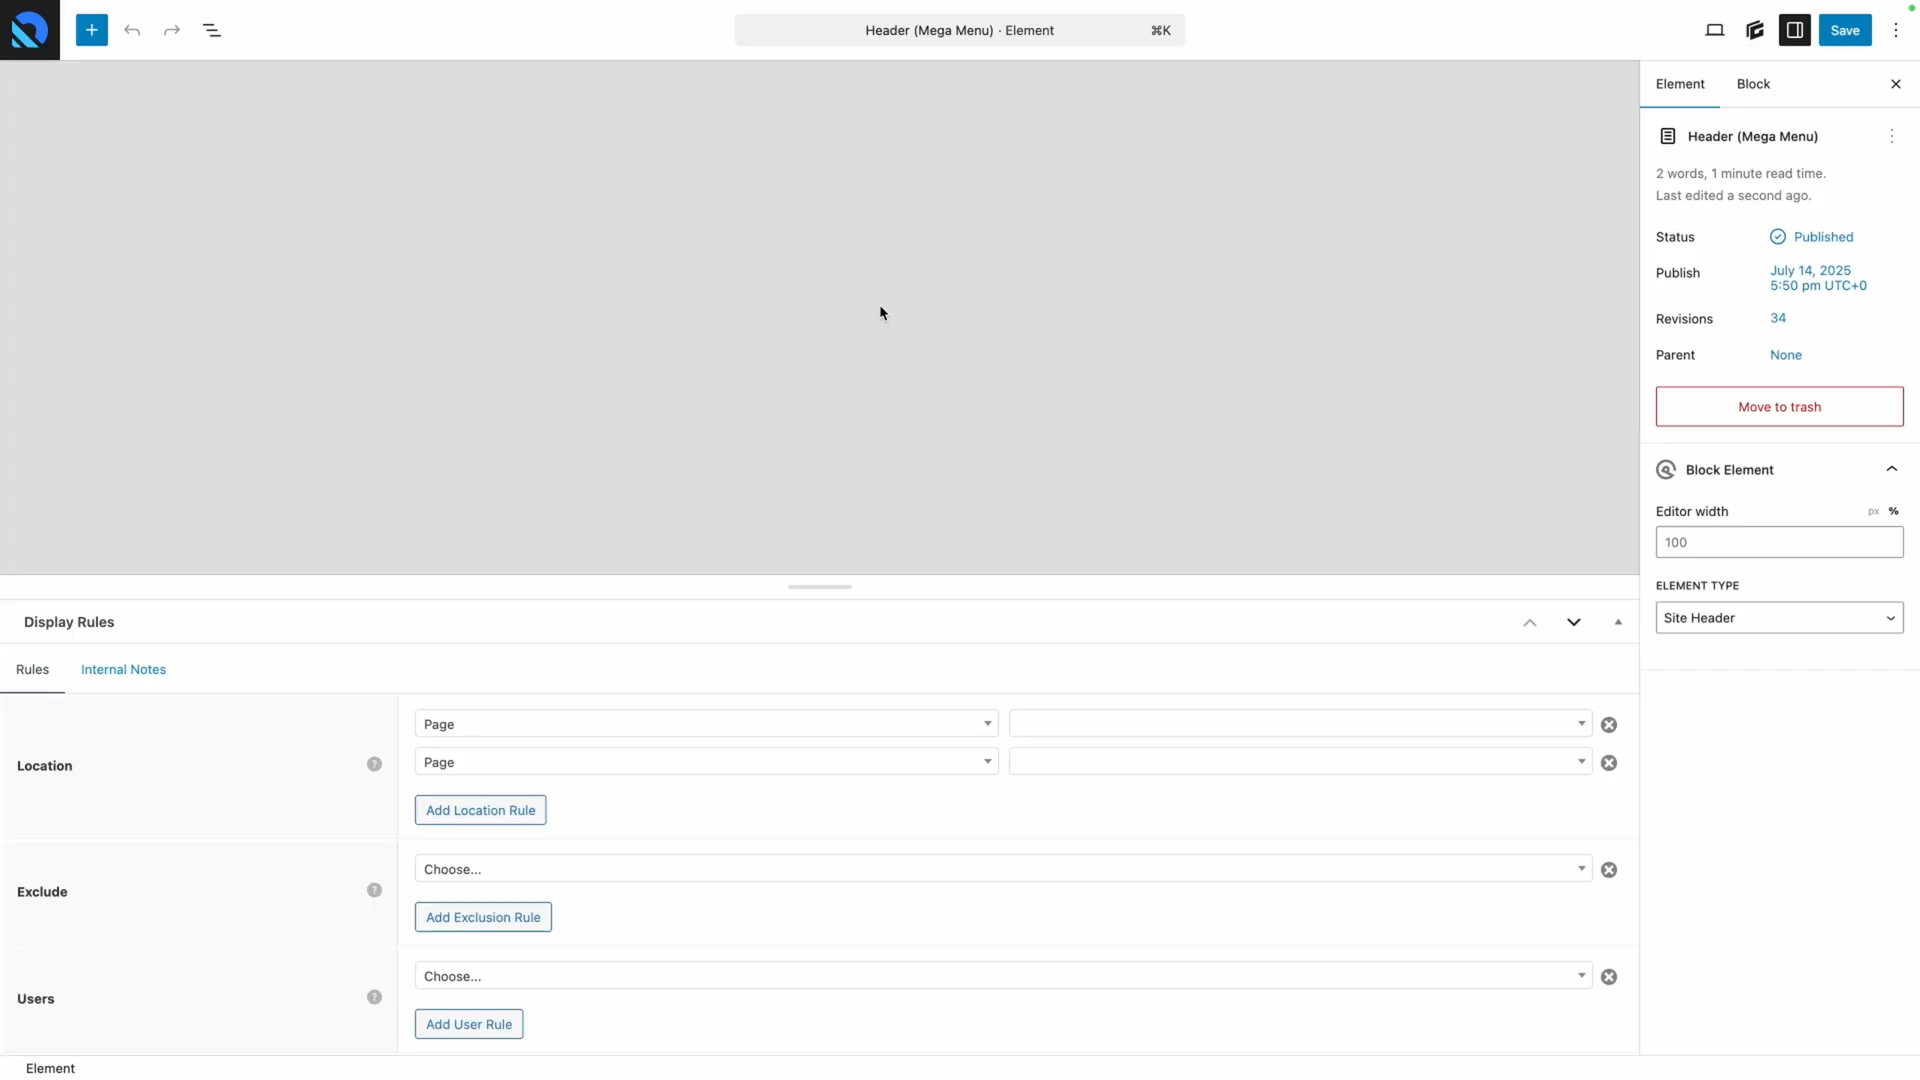 Header (Mega Menu) · Element
⌘K
Save
Element
Block
Header (Mega Menu)
2 words, 1 minute read time.
Last edited a second ago.
Status
Published
Publish
July 14, 2025
5:50 pm UTC+0
Revisions
34
Parent
None
Move to trash
Block Element
Editor width
px %
100
ELEMENT TYPE
Site Header
Display Rules
Rules
Internal Notes
Location
?
Page
Page
Add Location Rule
Exclude
?
Choose...
Add Exclusion Rule
Users
?
Choose...
Add User Rule
Element